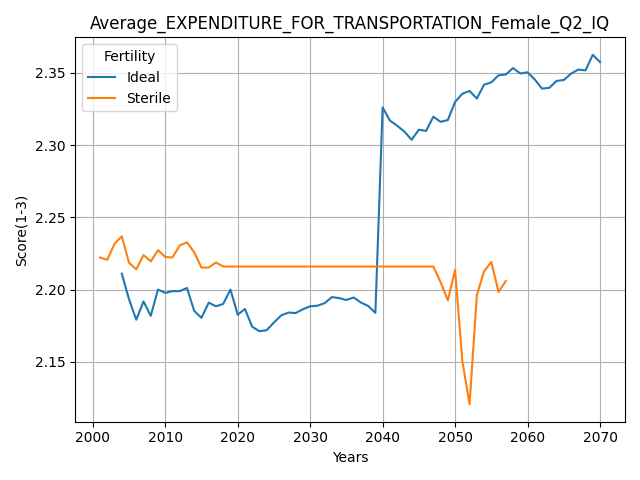 Average_EXPENDITURE_FOR_TRANSPORTATION_Female_Q2_IQ
Fertility
Ideal
Sterile
Score(1-3)
2.35
2.30
2.25
2.20
2.15
2000 2010 2020 2030 2040 2050 2060 2070
Years